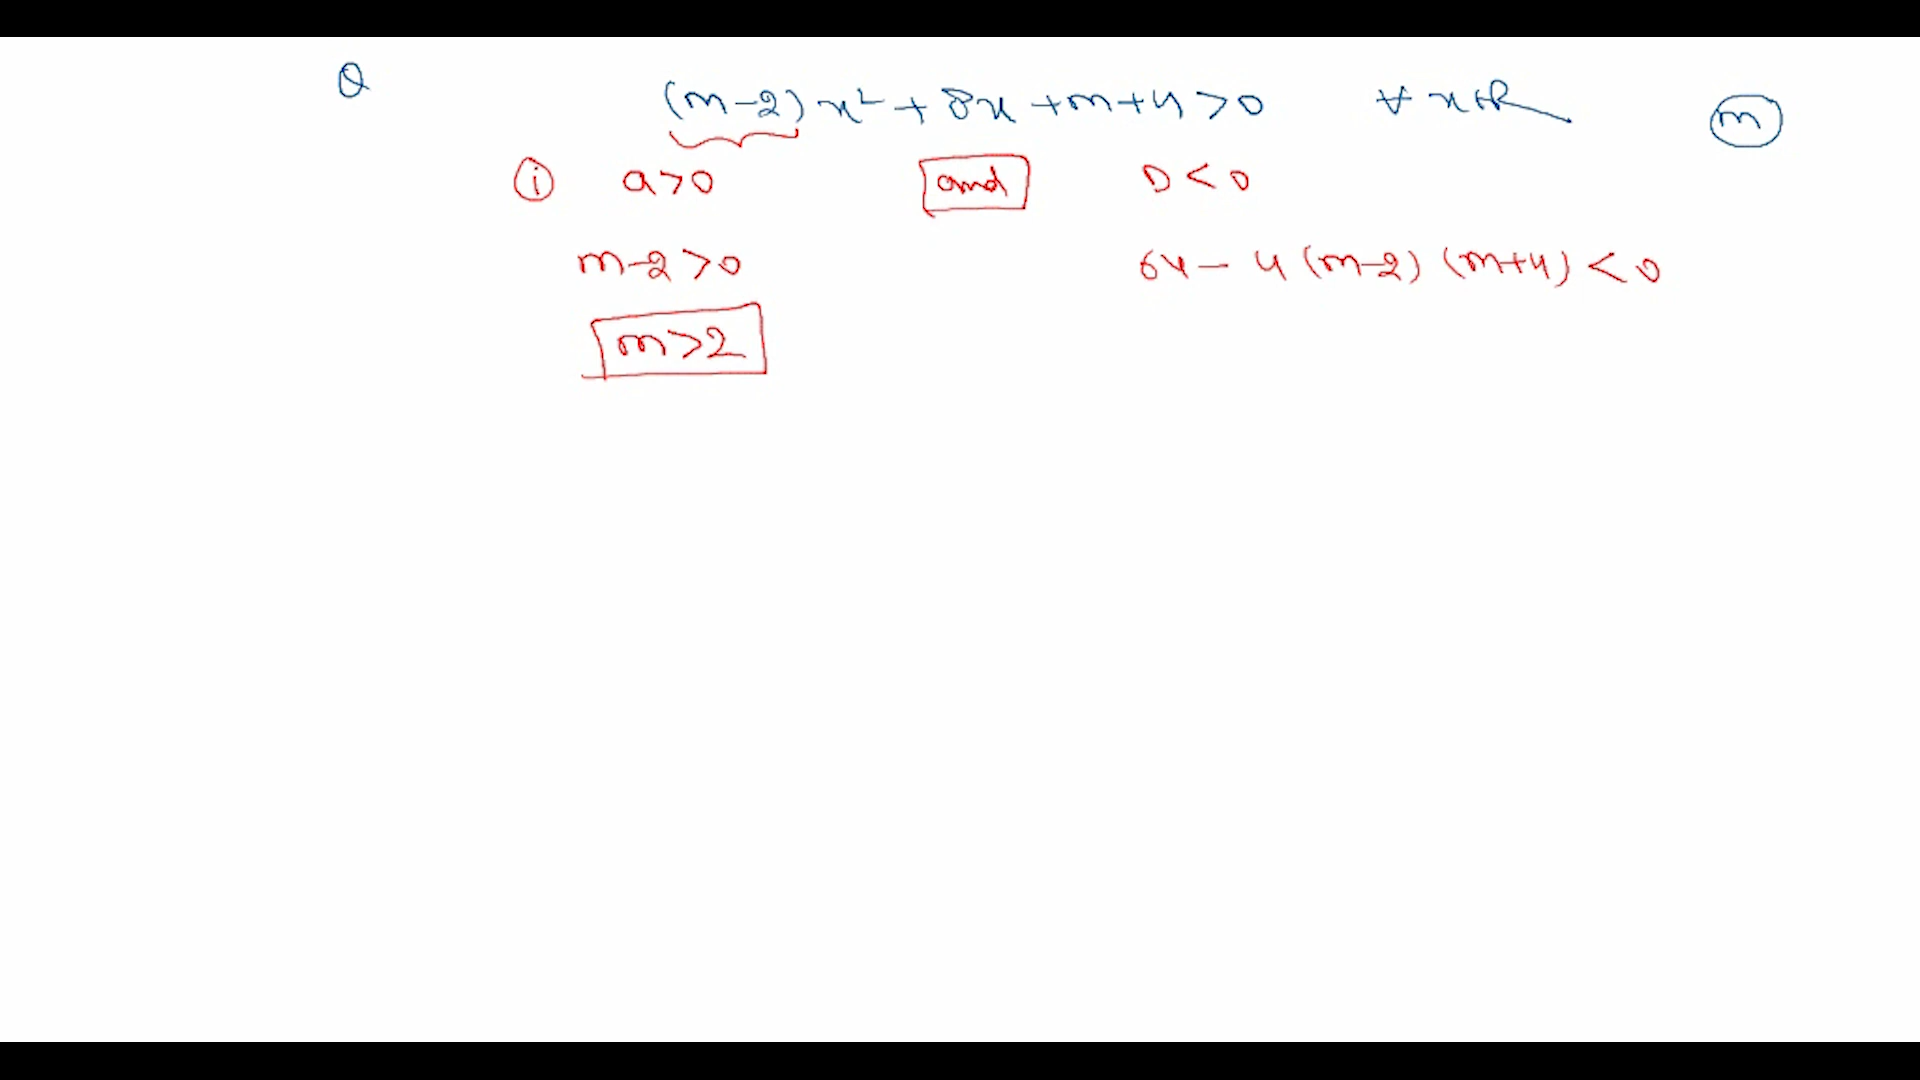 Q (m-2)x² + 8x + m + 4 > 0 ∀ x ∈ R m
i a > 0 and D < 0
m-2 > 0 64 - 4 (m-2) (m+4) < 0
m > 2